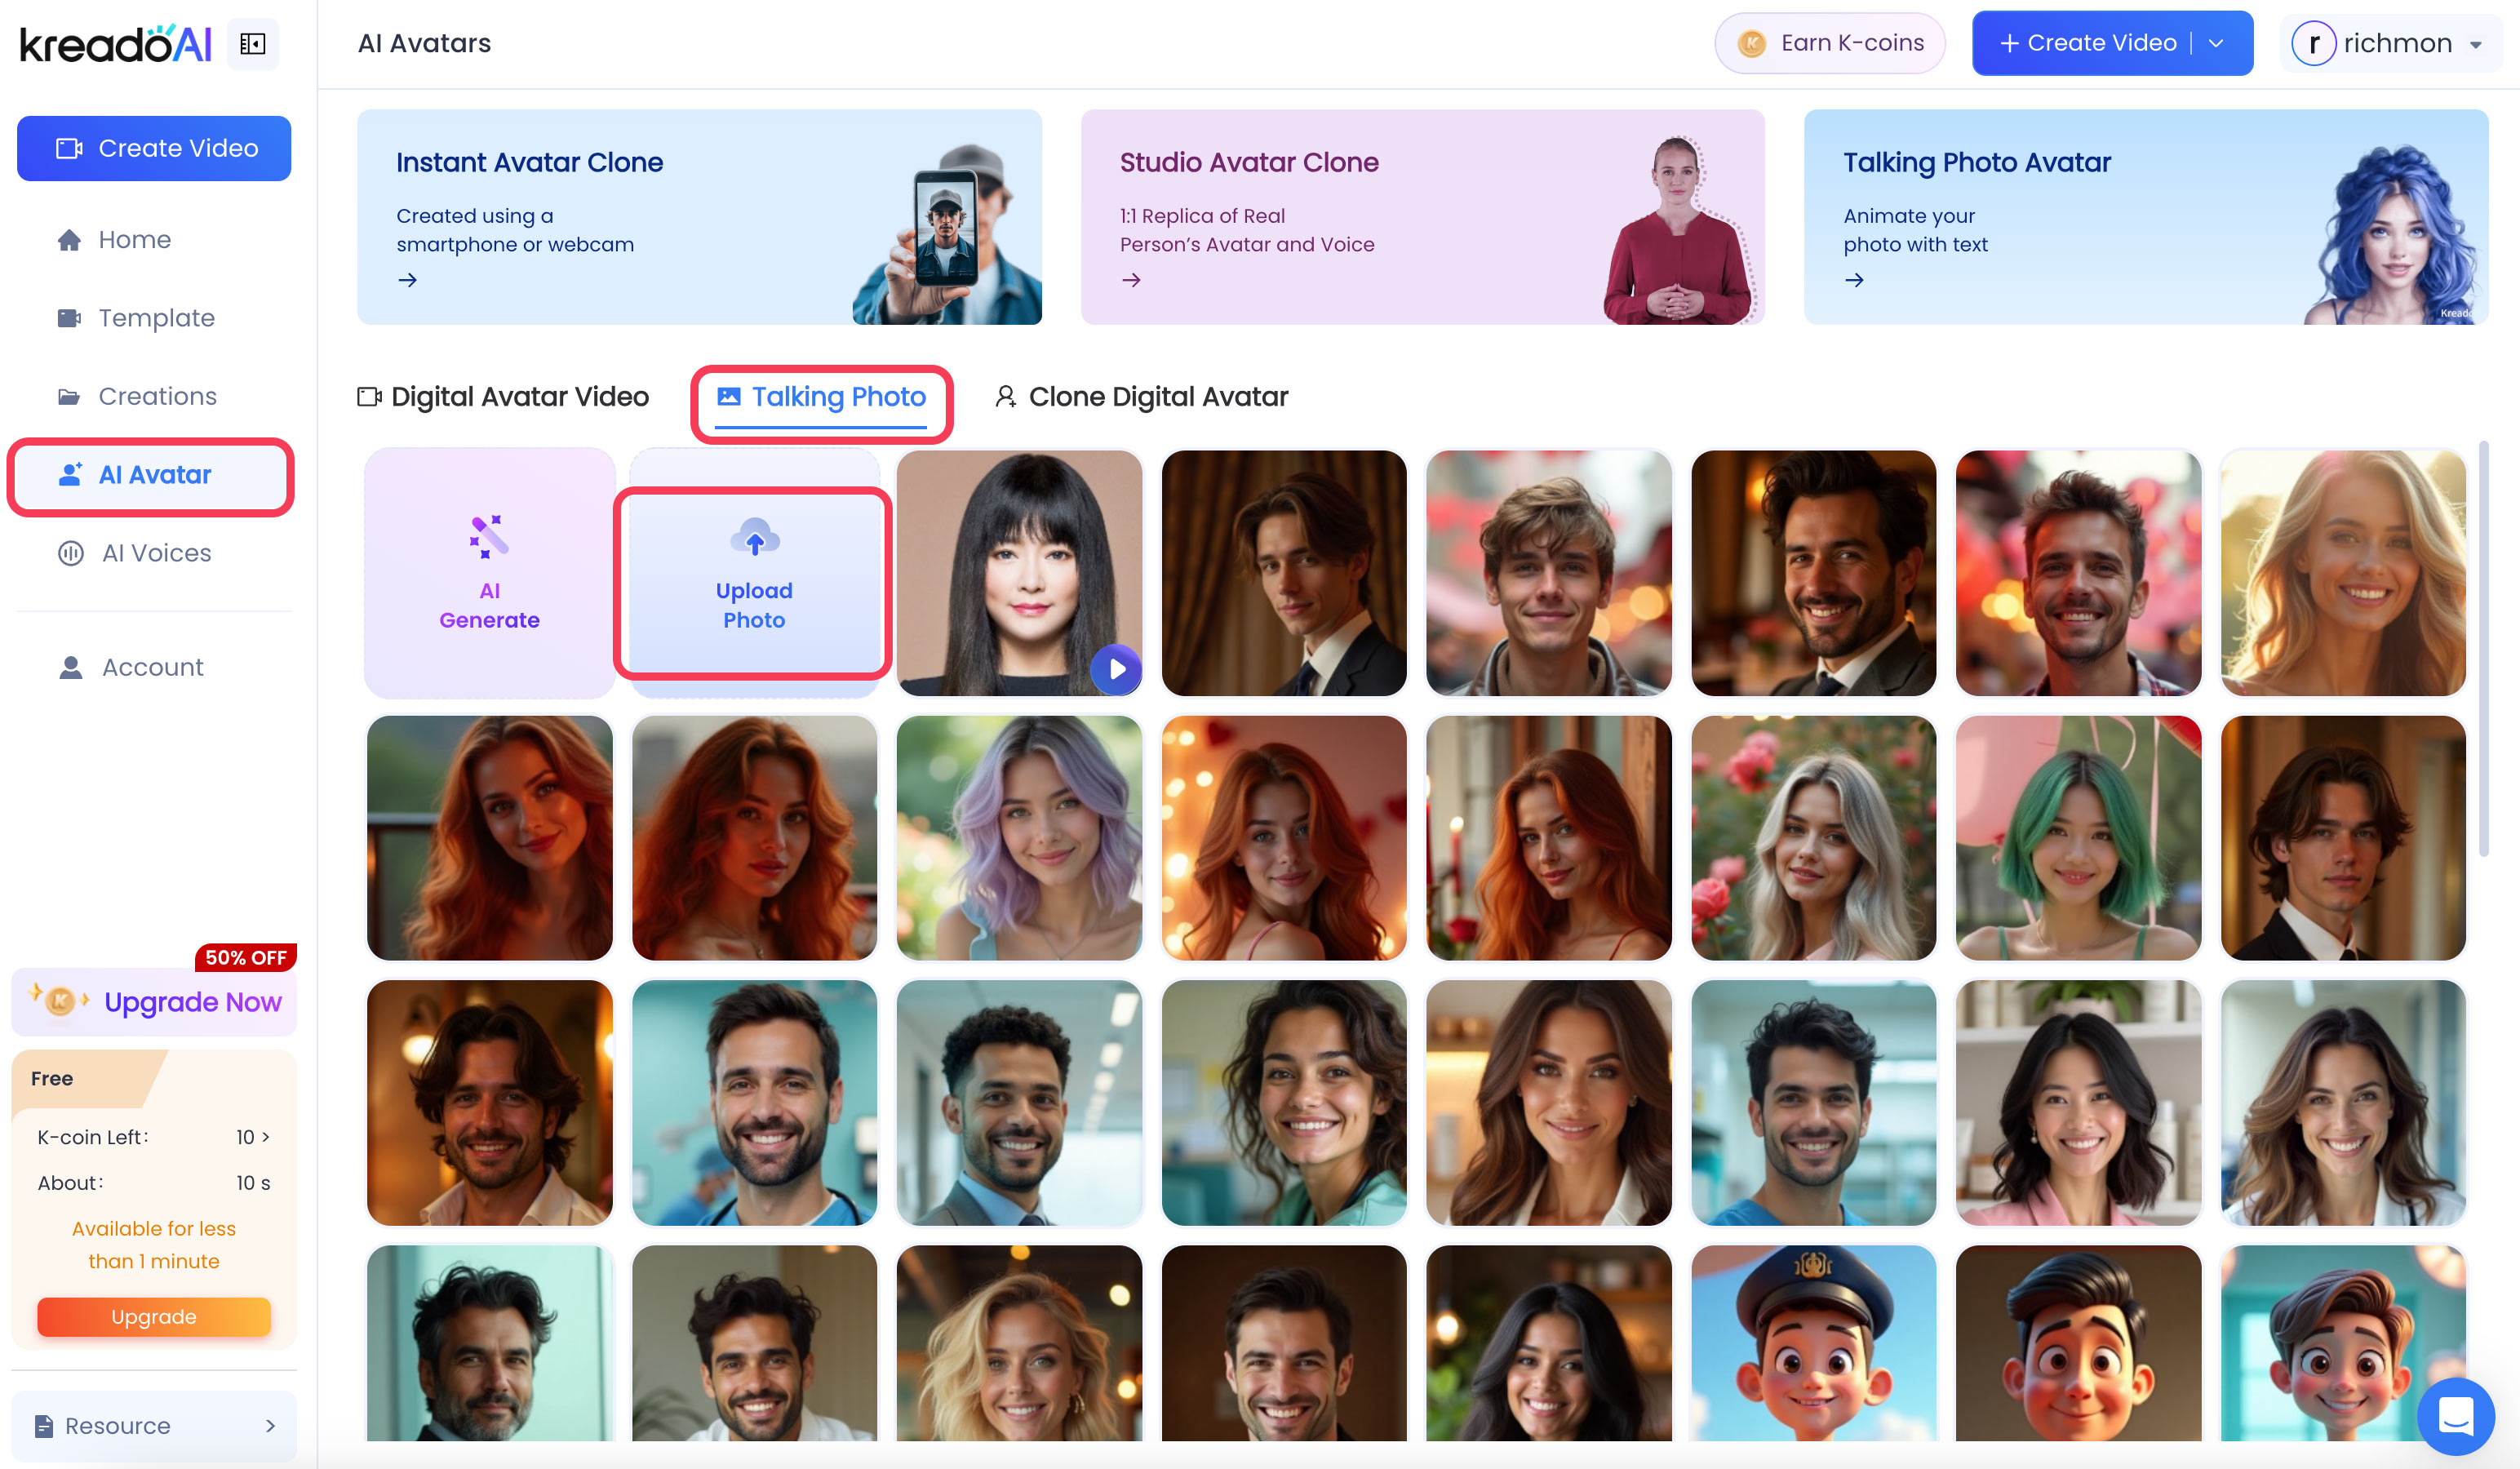 kreadoAI
AI Avatars
Earn K-coins
+ Create Video
r richmon
Create Video
Home
Template
Creations
AI Avatar
AI Voices
Account
50% OFF
Upgrade Now
Free
K-coin Left: 10 >
About: 10 s
Available for less
than 1 minute
Upgrade
Resource >
Instant Avatar Clone
Created using a
smartphone or webcam
→
Studio Avatar Clone
1:1 Replica of Real
Person’s Avatar and Voice
→
Talking Photo Avatar
Animate your
photo with text
→
Digital Avatar Video
Talking Photo
Clone Digital Avatar
AI
Generate
Upload
Photo